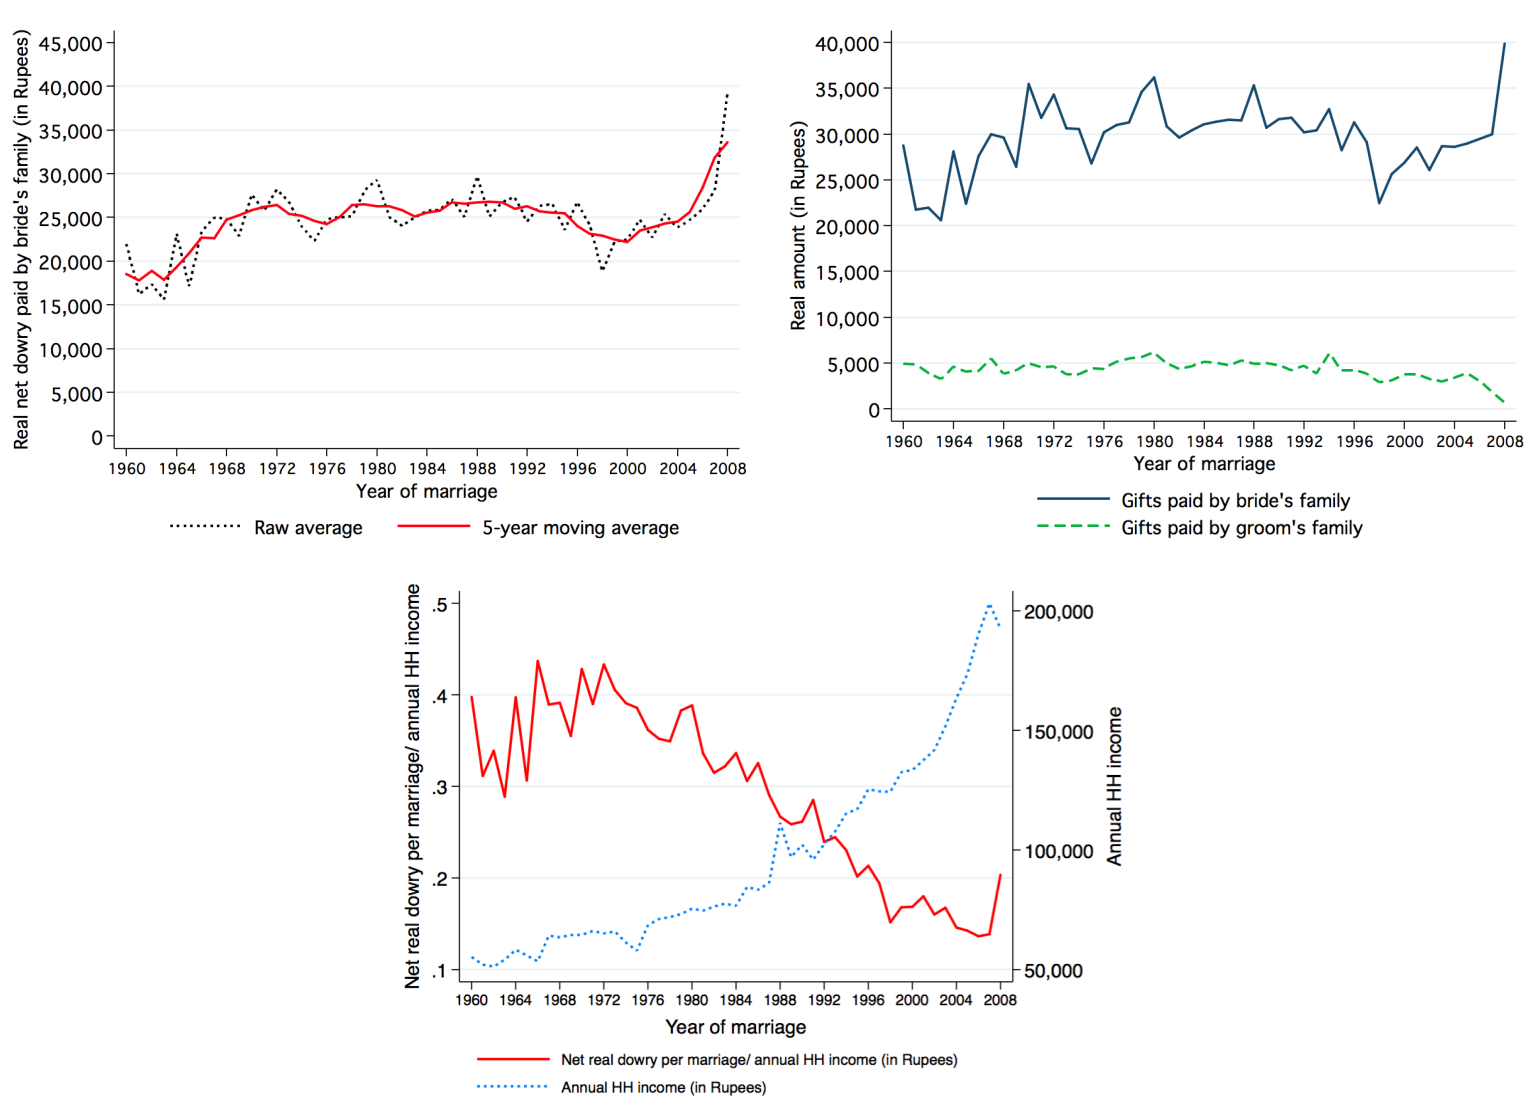 Real net dowry paid by bride's family (in Rupees)
45,000
40,000
35,000
30,000
25,000
20,000
15,000
10,000
5,000
0
1960 1964 1968 1972 1976 1980 1984 1988 1992 1996 2000 2004 2008
Year of marriage
Raw average 5-year moving average
Real amount (in Rupees)
40,000
35,000
30,000
25,000
20,000
15,000
10,000
5,000
0
1960 1964 1968 1972 1976 1980 1984 1988 1992 1996 2000 2004 2008
Year of marriage
Gifts paid by bride's family
Gifts paid by groom's family
Net real dowry per marriage/ annual HH income
.5
.4
.3
.2
.1
200,000
150,000
100,000
50,000
Annual HH income
1960 1964 1968 1972 1976 1980 1984 1988 1992 1996 2000 2004 2008
Year of marriage
Net real dowry per marriage/ annual HH income (in Rupees)
Annual HH income (in Rupees)